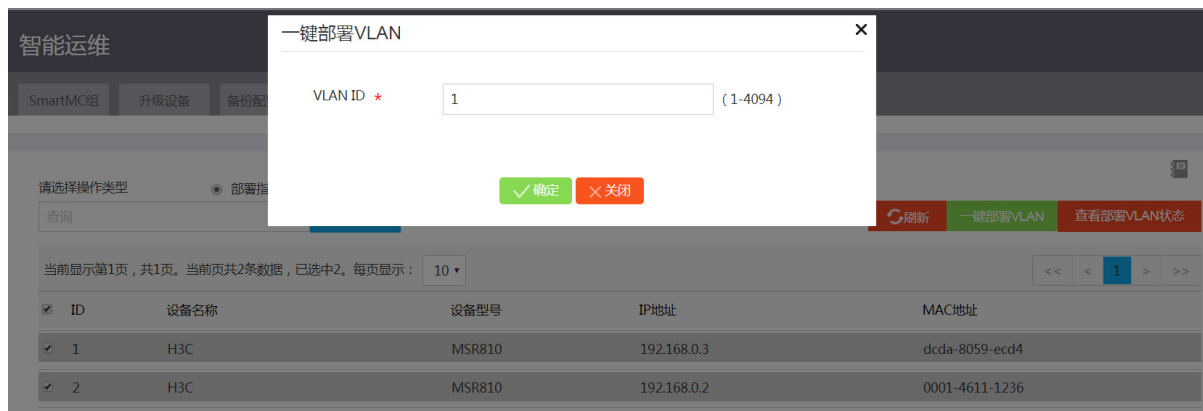 智能运维
一键部署VLAN
×
SmartMC组 升级设备 备份配
VLAN ID * 1 (1-4094)
确定 关闭
请选择操作类型 部署指
查询 刷新 一键部署VLAN 查看部署VLAN状态
当前显示第1页，共1页。当前页共2条数据，已选中2。每页显示： 10 << < 1 > >>
ID 设备名称 设备型号 IP地址 MAC地址
1 H3C MSR810 192.168.0.3 dcda-8059-ecd4
2 H3C MSR810 192.168.0.2 0001-4611-1236